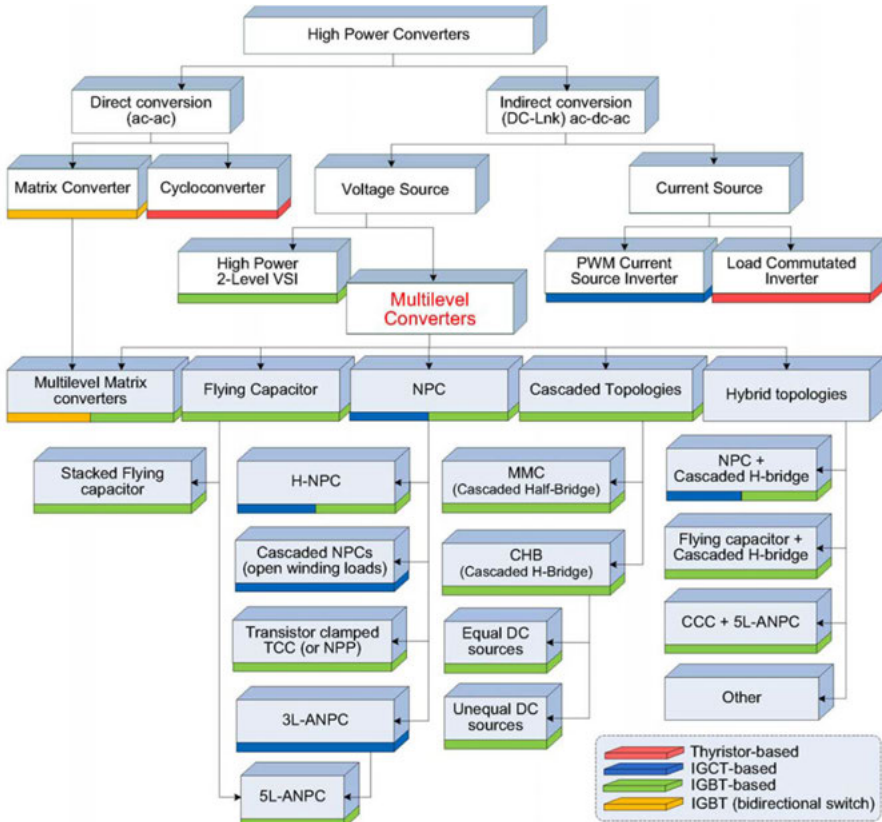 High Power Converters
Direct conversion
(ac-ac)
Indirect conversion
(DC-Lnk) ac-dc-ac
Matrix Converter
Cycloconverter
Voltage Source
Current Source
High Power
2-Level VSI
PWM Current
Source Inverter
Load Commutated
Inverter
Multilevel
Converters
Multilevel Matrix
converters
Flying Capacitor
NPC
Cascaded Topologies
Hybrid topologies
Stacked Flying
capacitor
H-NPC
MMC
(Cascaded Half-Bridge)
NPC +
Cascaded H-bridge
Cascaded NPCs
(open winding loads)
CHB
(Cascaded H-Bridge)
Flying capacitor +
Cascaded H-bridge
Transistor clamped
TCC (or NPP)
Equal DC
sources
CCC + 5L-ANPC
3L-ANPC
Unequal DC
sources
Other
5L-ANPC
Thyristor-based
IGCT-based
IGBT-based
IGBT (bidirectional switch)